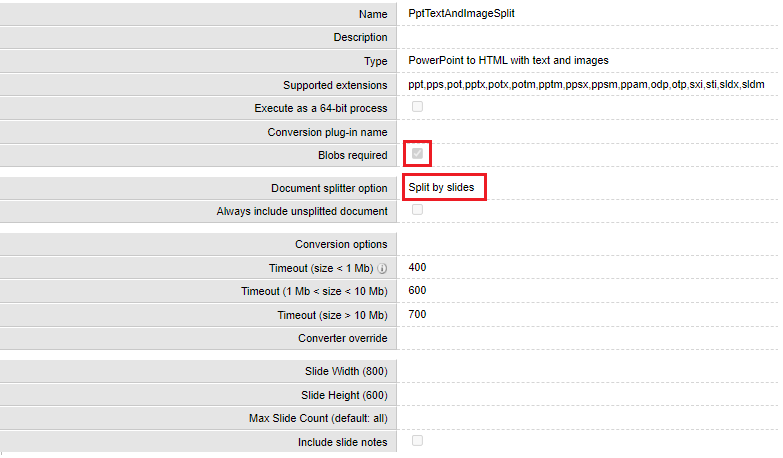 Name PptTextAndImageSplit
Description
Type PowerPoint to HTML with text and images
Supported extensions ppt,pps,pot,pptx,potx,potm,pptm,ppsx,ppsm,ppam,odp,otp,sxi,sti,sldx,sldm
Execute as a 64-bit process
Conversion plug-in name
Blobs required
Document splitter option Split by slides
Always include unsplitted document
Conversion options
Timeout (size < 1 Mb) i 400
Timeout (1 Mb < size < 10 Mb) 600
Timeout (size > 10 Mb) 700
Converter override
Slide Width (800)
Slide Height (600)
Max Slide Count (default: all)
Include slide notes